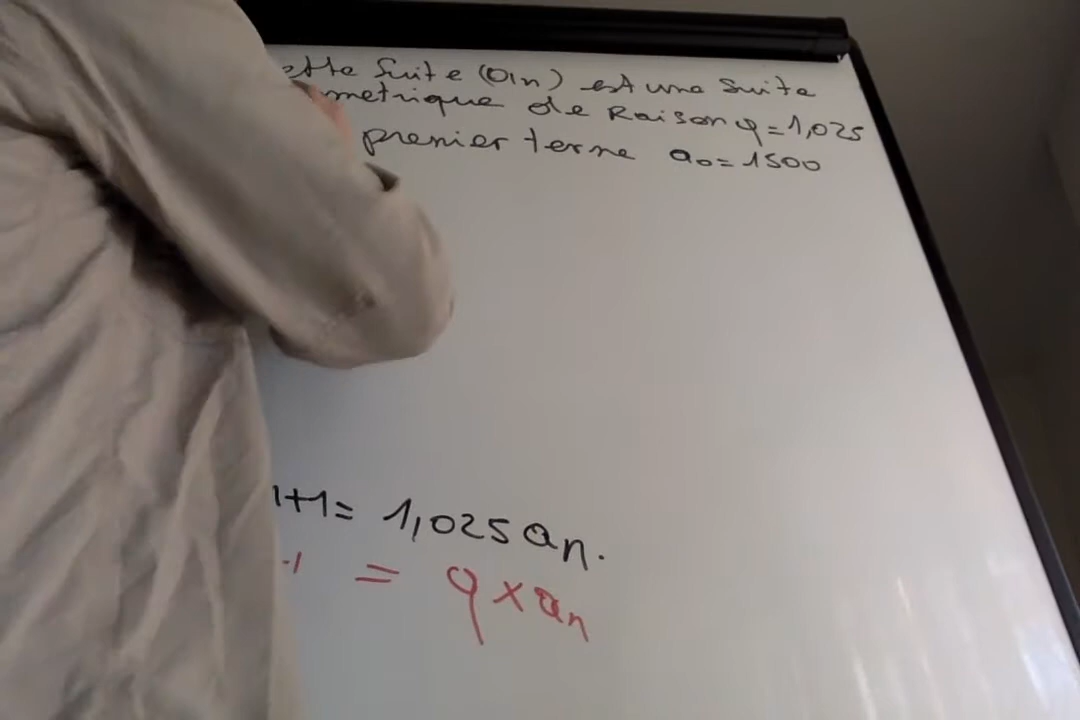 ette Suite (an) est une Suite
metrique de Raison q=1,025
premier terme a0=1500
n+1= 1,025 an.
-1 = q x an